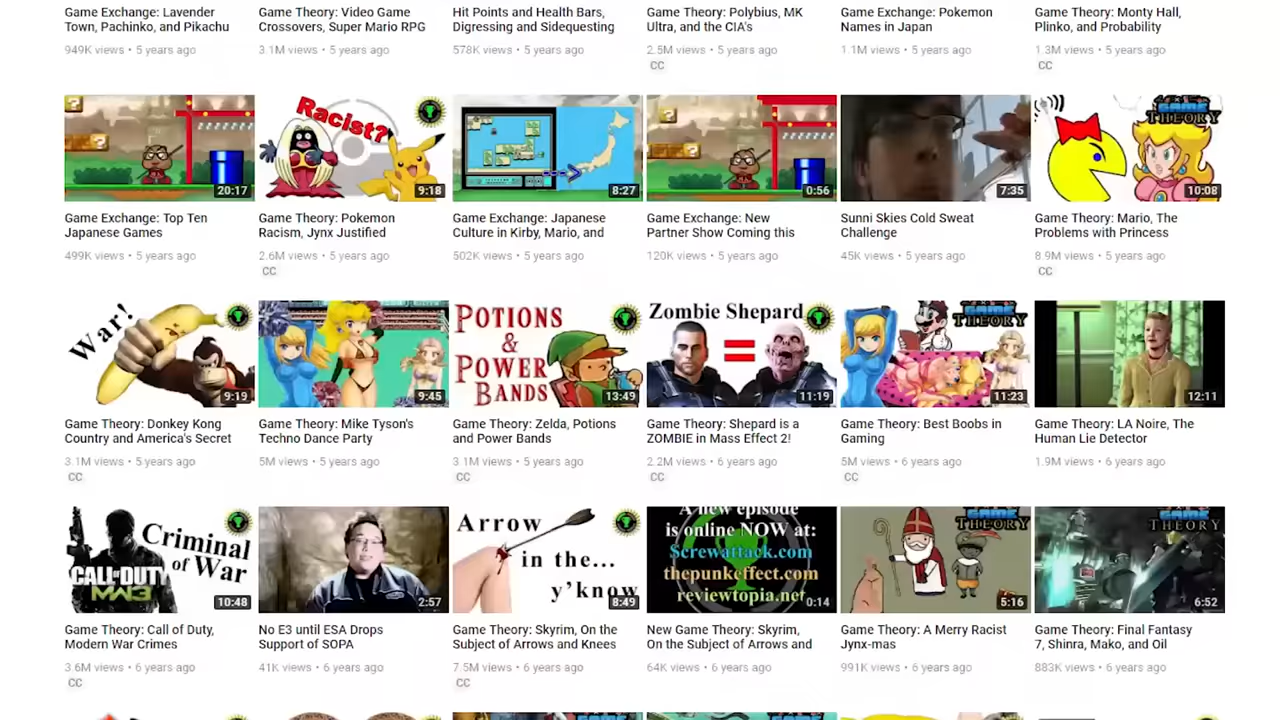 Game Exchange: Lavender
Town, Pachinko, and Pikachu
949K views • 5 years ago
Game Theory: Video Game
Crossovers, Super Mario RPG
3.1M views • 5 years ago
Hit Points and Health Bars,
Digressing and Sidequesting
578K views • 5 years ago
Game Theory: Polybius, MK
Ultra, and the CIA's
2.5M views • 5 years ago
CC
Game Exchange: Pokemon
Names in Japan
1.1M views • 5 years ago
Game Theory: Monty Hall,
Plinko, and Probability
1.3M views • 5 years ago
CC
20:17
Game Exchange: Top Ten
Japanese Games
499K views • 5 years ago
Racist?
9:18
Game Theory: Pokemon
Racism, Jynx Justified
2.6M views • 5 years ago
CC
8:27
Game Exchange: Japanese
Culture in Kirby, Mario, and
502K views • 5 years ago
0:56
Game Exchange: New
Partner Show Coming this
120K views • 5 years ago
7:35
Sunni Skies Cold Sweat
Challenge
45K views • 5 years ago
GAME
THEORY
10:08
Game Theory: Mario, The
Problems with Princess
8.9M views • 5 years ago
CC
War!
9:19
Game Theory: Donkey Kong
Country and America's Secret
3.1M views • 5 years ago
CC
9:45
Game Theory: Mike Tyson's
Techno Dance Party
5M views • 5 years ago
POTIONS
&
POWER
BANDS
13:49
Game Theory: Zelda, Potions
and Power Bands
3.1M views • 5 years ago
CC
Zombie Shepard
=
11:19
Game Theory: Shepard is a
ZOMBIE in Mass Effect 2!
2.2M views • 6 years ago
CC
GAME
THEORY
11:23
Game Theory: Best Boobs in
Gaming
5M views • 6 years ago
CC
12:11
Game Theory: LA Noire, The
Human Lie Detector
1.9M views • 6 years ago
Criminal
of War
CALL OF DUTY
MW3
10:48
Game Theory: Call of Duty,
Modern War Crimes
3.6M views • 6 years ago
CC
2:57
No E3 until ESA Drops
Support of SOPA
41K views • 6 years ago
Arrow
in the...
y'know
8:49
Game Theory: Skyrim, On the
Subject of Arrows and Knees
7.5M views • 6 years ago
CC
A new episode
is online NOW at:
Screwattack.com
thepunkeffect.com
reviewtopia.net
0:14
New Game Theory: Skyrim,
On the Subject of Arrows and
64K views • 6 years ago
GAME
THEORY
5:16
Game Theory: A Merry Racist
Jynx-mas
991K views • 6 years ago
GAME
THEORY
6:52
Game Theory: Final Fantasy
7, Shinra, Mako, and Oil
883K views • 6 years ago